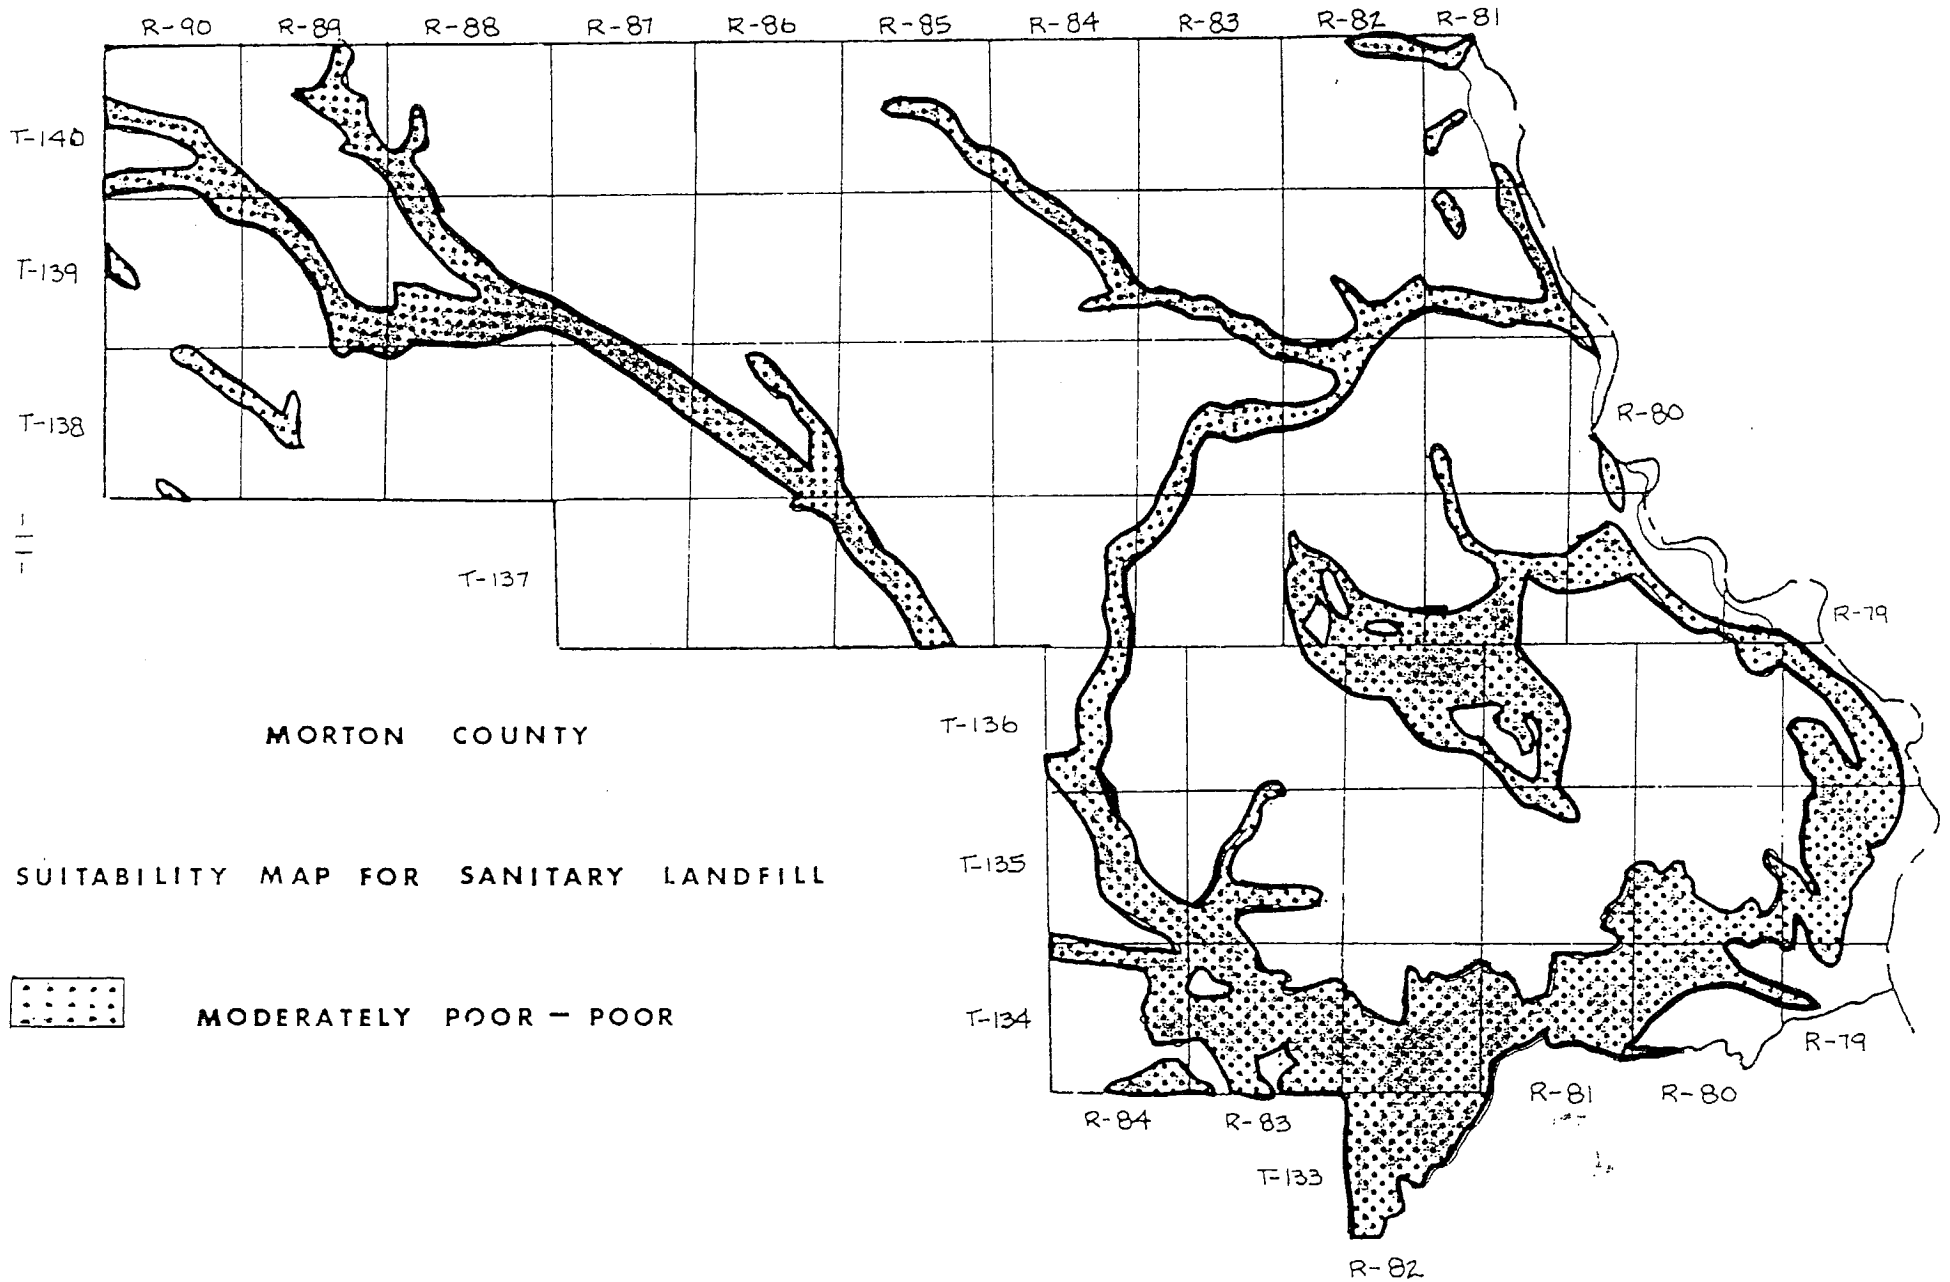 R-90 R-89 R-88 R-87 R-86 R-85 R-84 R-83 R-82 R-81
T-140
T-139
T-138
R-80
T-137
R-79
T-136
MORTON COUNTY
T-135
SUITABILITY MAP FOR SANITARY LANDFILL
T-134
MODERATELY POOR — POOR
R-79
R-81 R-80
R-84 R-83
T-133
R-82